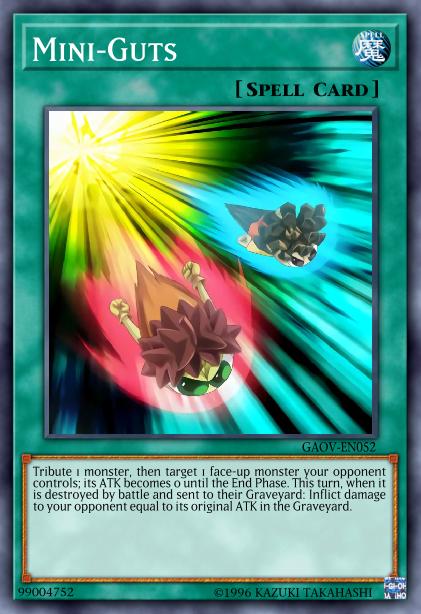 Mini-Guts
SPELL
魔
[Spell Card]
GAOV-EN052
Tribute 1 monster, then target 1 face-up monster your opponent
controls; its ATK becomes 0 until the End Phase. This turn, when it
is destroyed by battle and sent to their Graveyard: Inflict damage
to your opponent equal to its original ATK in the Graveyard.
99004752
©1996 KAZUKI TAKAHASHI